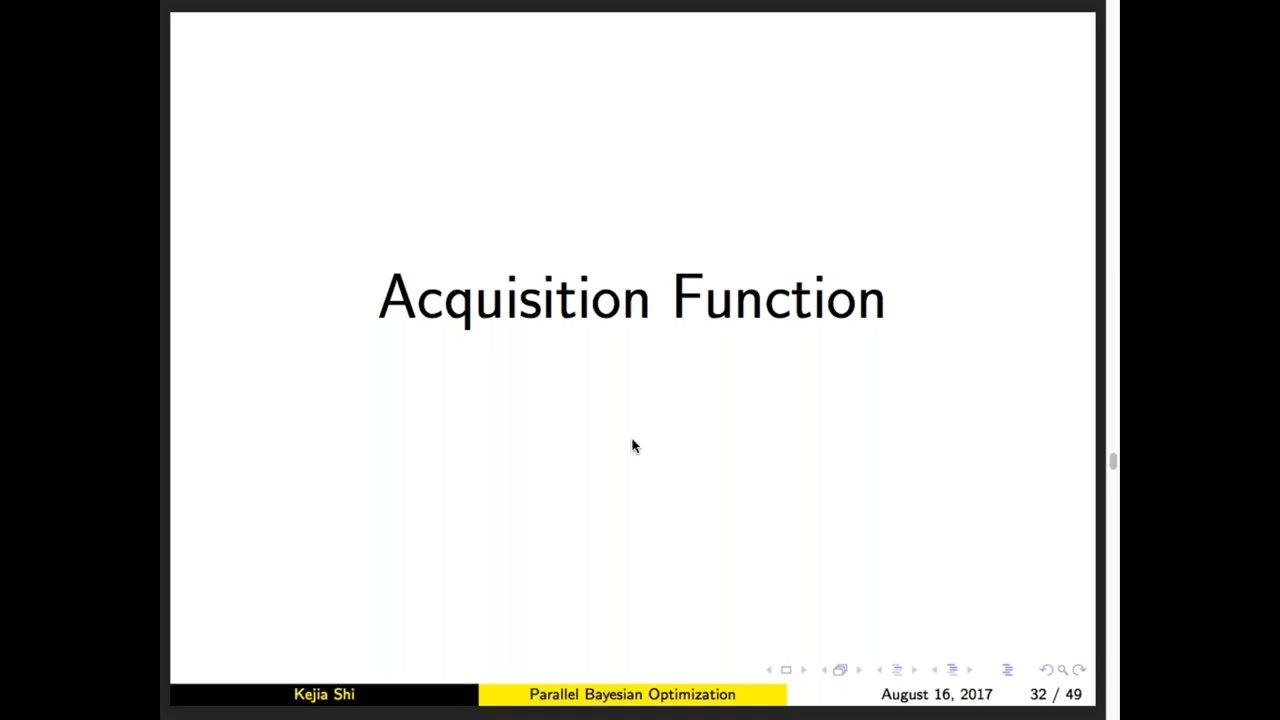 Acquisition Function
Kejia Shi
Parallel Bayesian Optimization
August 16, 2017
32 / 49